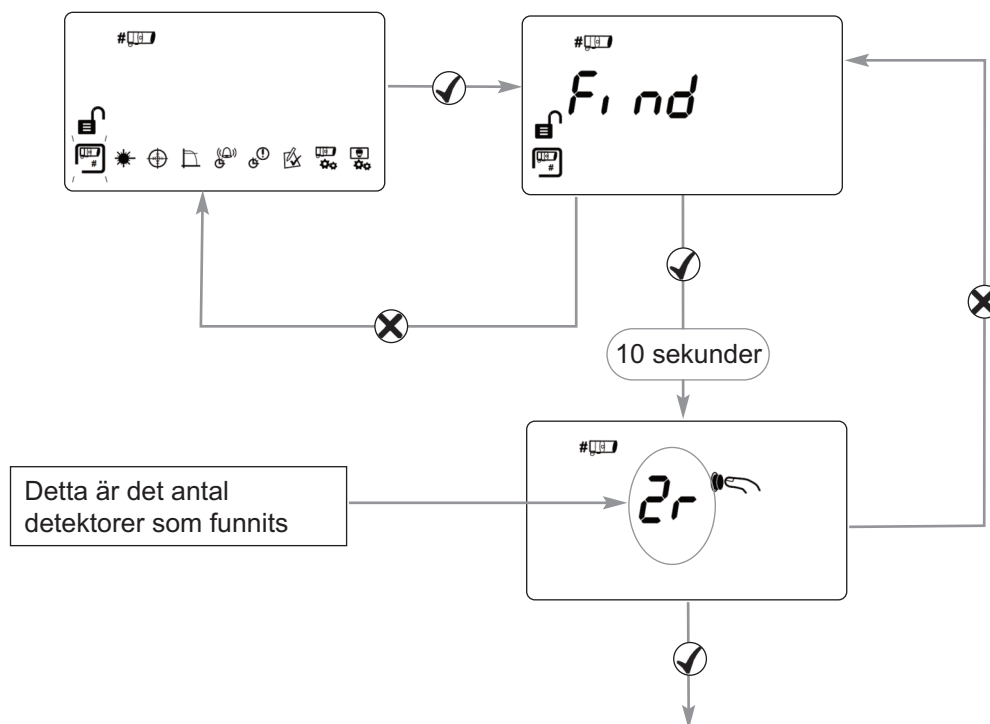 #
#
Find
#
#
10 sekunder
#
2r
Detta är det antal
detektorer som funnits